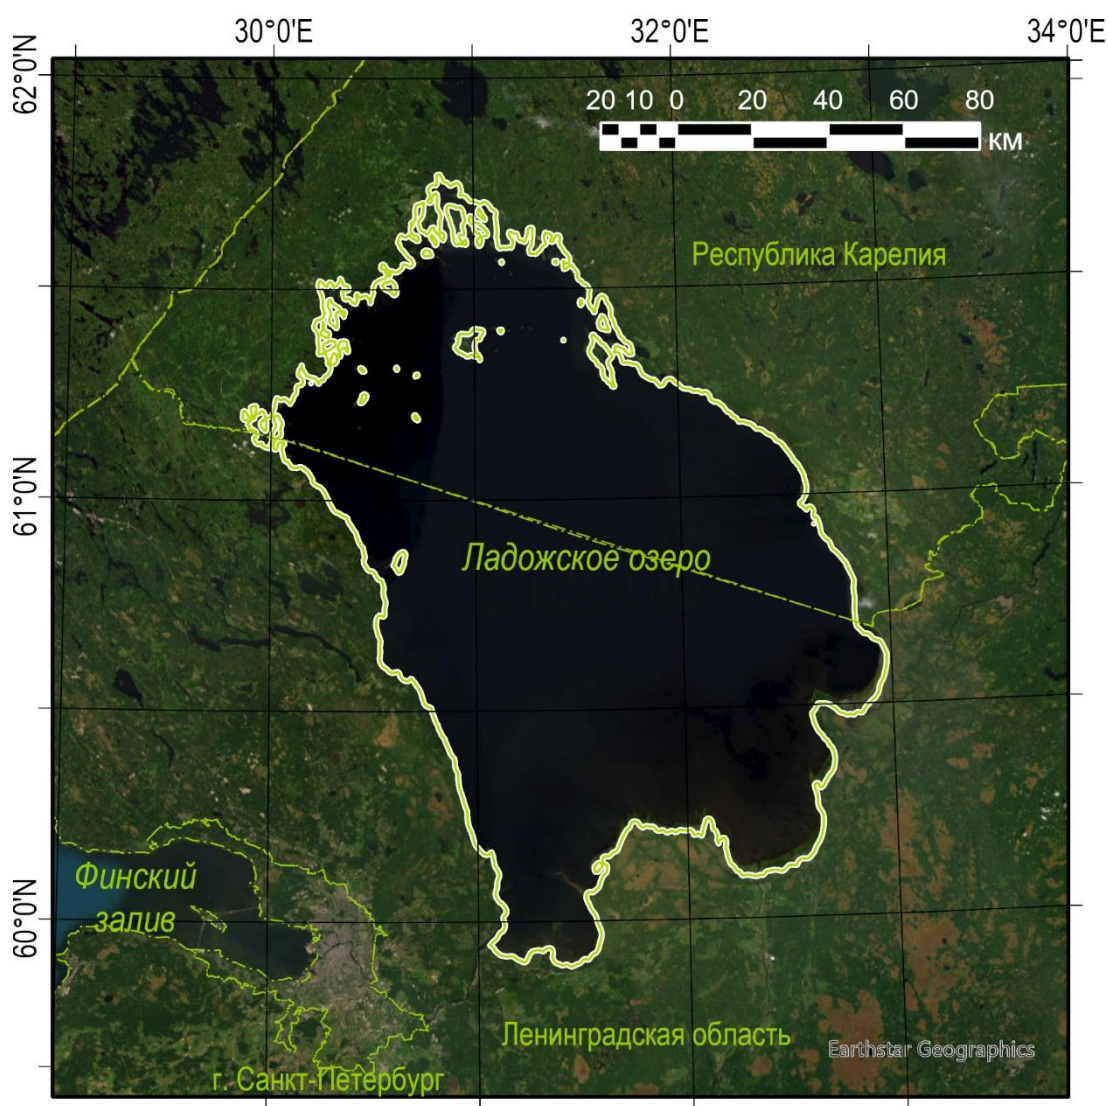 30°0'E 32°0'E 34°0'E
62°0'N
20 10 0 20 40 60 80
КМ
Республика Карелия
61°0'N
Ладожское озеро
Финский
залив
60°0'N
Ленинградская область
Earthstar Geographics
г. Санкт-Петербург